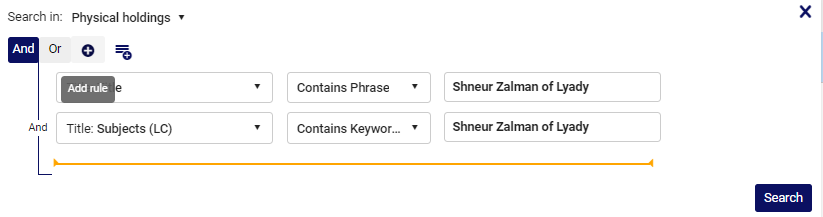 Search in: Physical holdings
And Or
Add rule
Contains Phrase Shneur Zalman of Lyady
And Title: Subjects (LC) Contains Keywor... Shneur Zalman of Lyady
Search